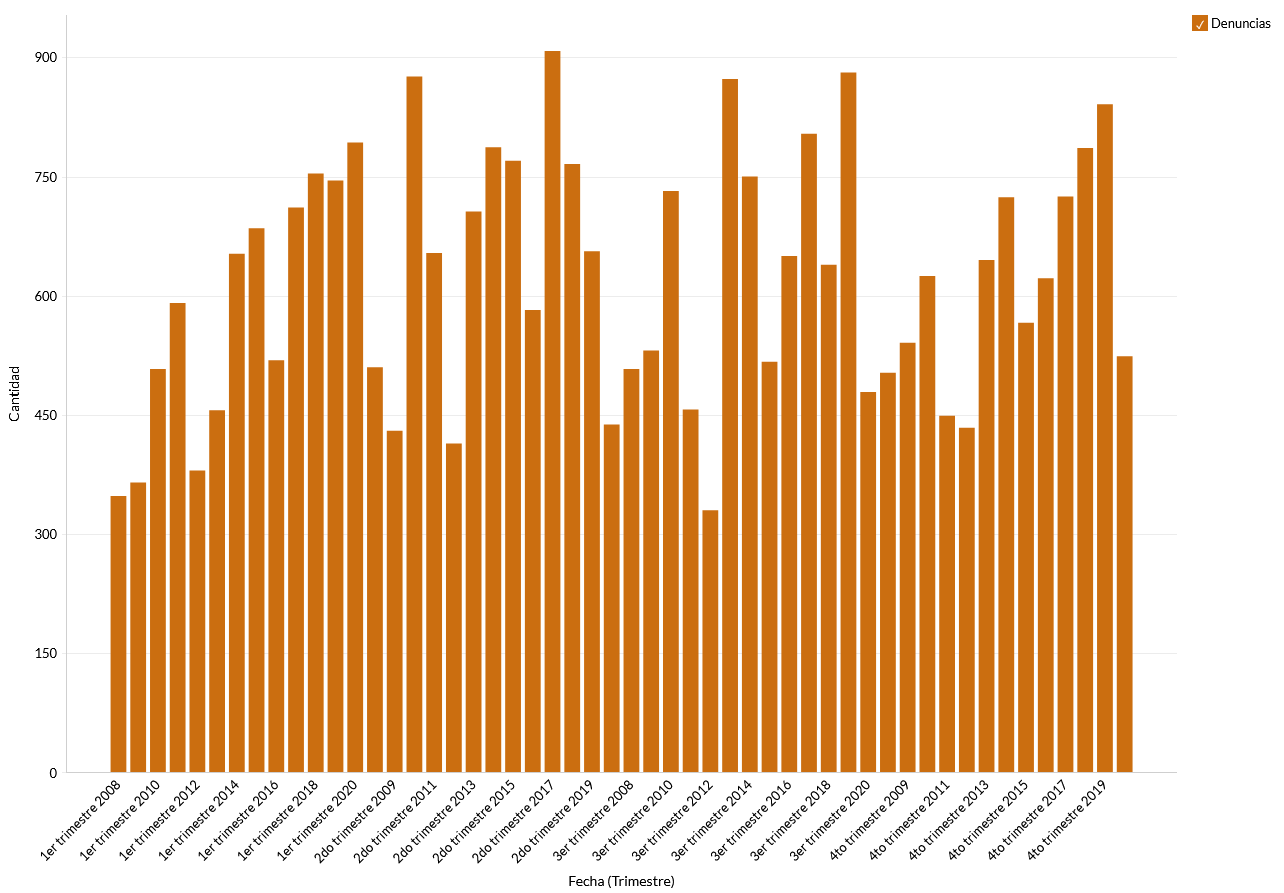 Denuncias
900
750
600
450
300
150
0
Cantidad
1er trimestre 2008
1er trimestre 2010
1er trimestre 2012
1er trimestre 2014
1er trimestre 2016
1er trimestre 2018
1er trimestre 2020
2do trimestre 2009
2do trimestre 2011
2do trimestre 2013
2do trimestre 2015
2do trimestre 2017
2do trimestre 2019
3er trimestre 2008
3er trimestre 2010
3er trimestre 2012
3er trimestre 2014
3er trimestre 2016
3er trimestre 2018
3er trimestre 2020
4to trimestre 2009
4to trimestre 2011
4to trimestre 2013
4to trimestre 2015
4to trimestre 2017
4to trimestre 2019
Fecha (Trimestre)